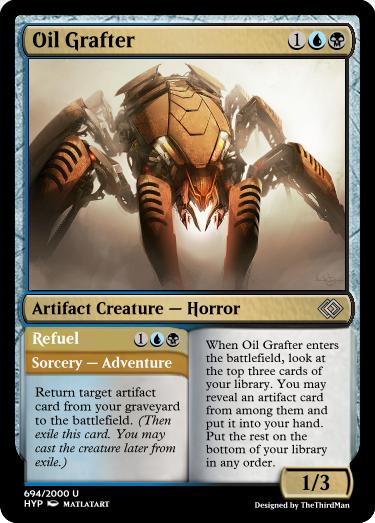 Oil Grafter 1
Artifact Creature — Horror
Refuel 1
Sorcery — Adventure
Return target artifact
card from your graveyard
to the battlefield. (Then
exile this card. You may
cast the creature later from
exile.)
When Oil Grafter enters
the battlefield, look at
the top three cards of
your library. You may
reveal an artifact card
from among them and
put it into your hand.
Put the rest on the
bottom of your library
in any order.
1/3
694/2000 U
HYP MATLATART
Designed by TheThirdMan